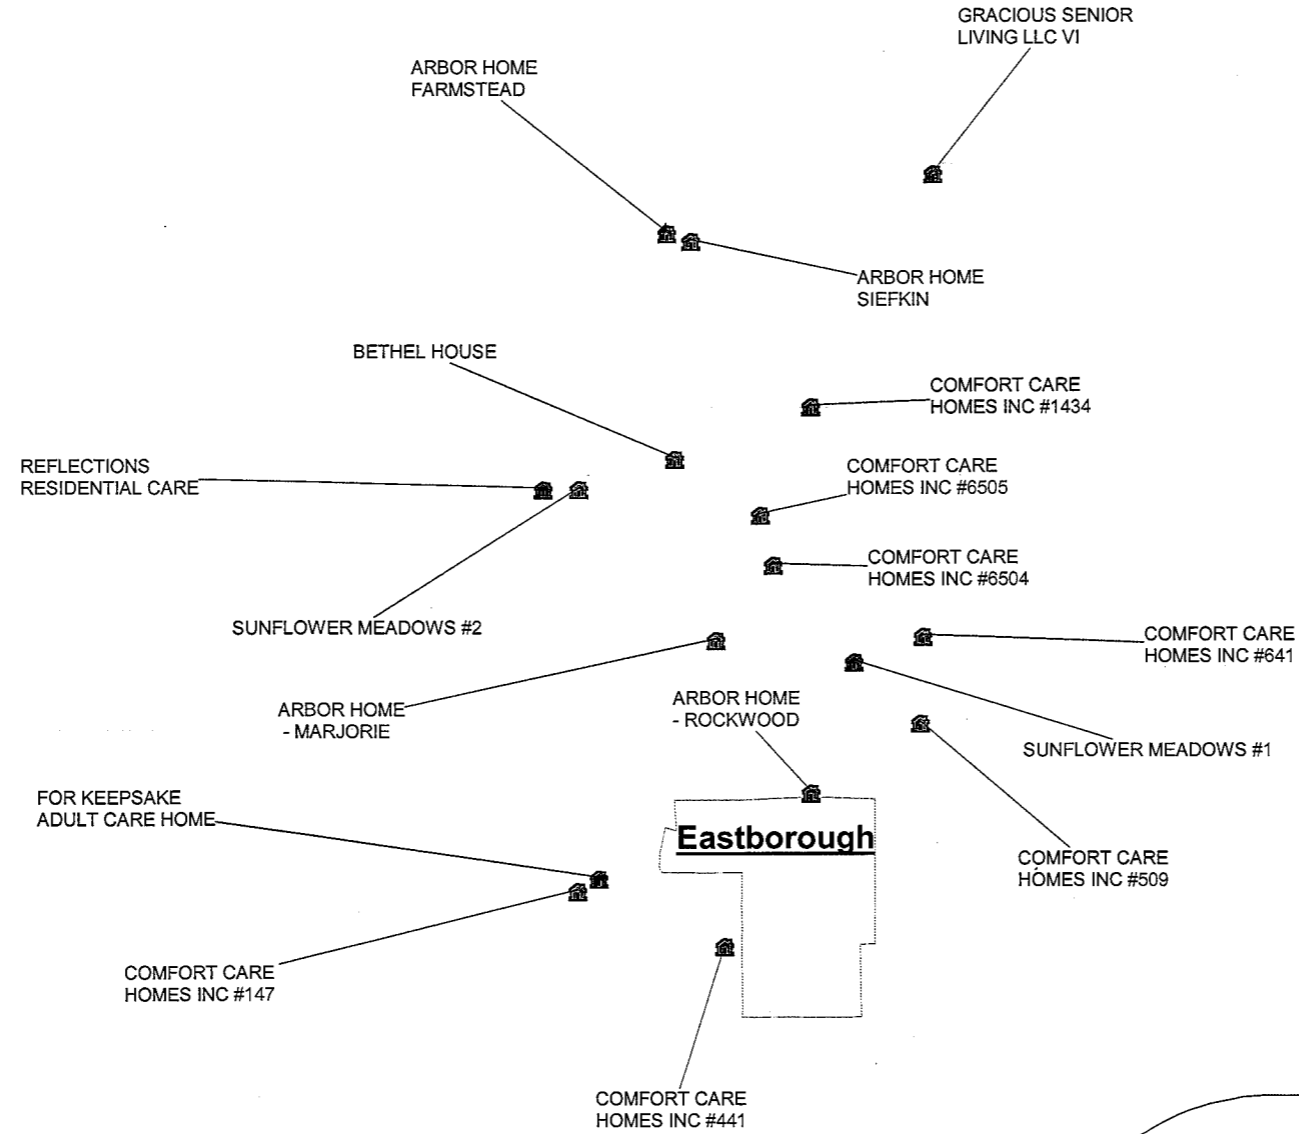 GRACIOUS SENIOR
LIVING LLC VI
ARBOR HOME
FARMSTEAD
ARBOR HOME
SIEFKIN
BETHEL HOUSE
COMFORT CARE
HOMES INC #1434
REFLECTIONS
RESIDENTIAL CARE
COMFORT CARE
HOMES INC #6505
COMFORT CARE
HOMES INC #6504
SUNFLOWER MEADOWS #2
COMFORT CARE
HOMES INC #641
ARBOR HOME
- MARJORIE
ARBOR HOME
- ROCKWOOD
SUNFLOWER MEADOWS #1
FOR KEEPSAKE
ADULT CARE HOME
Eastborough
COMFORT CARE
HOMES INC #509
COMFORT CARE
HOMES INC #147
COMFORT CARE
HOMES INC #441